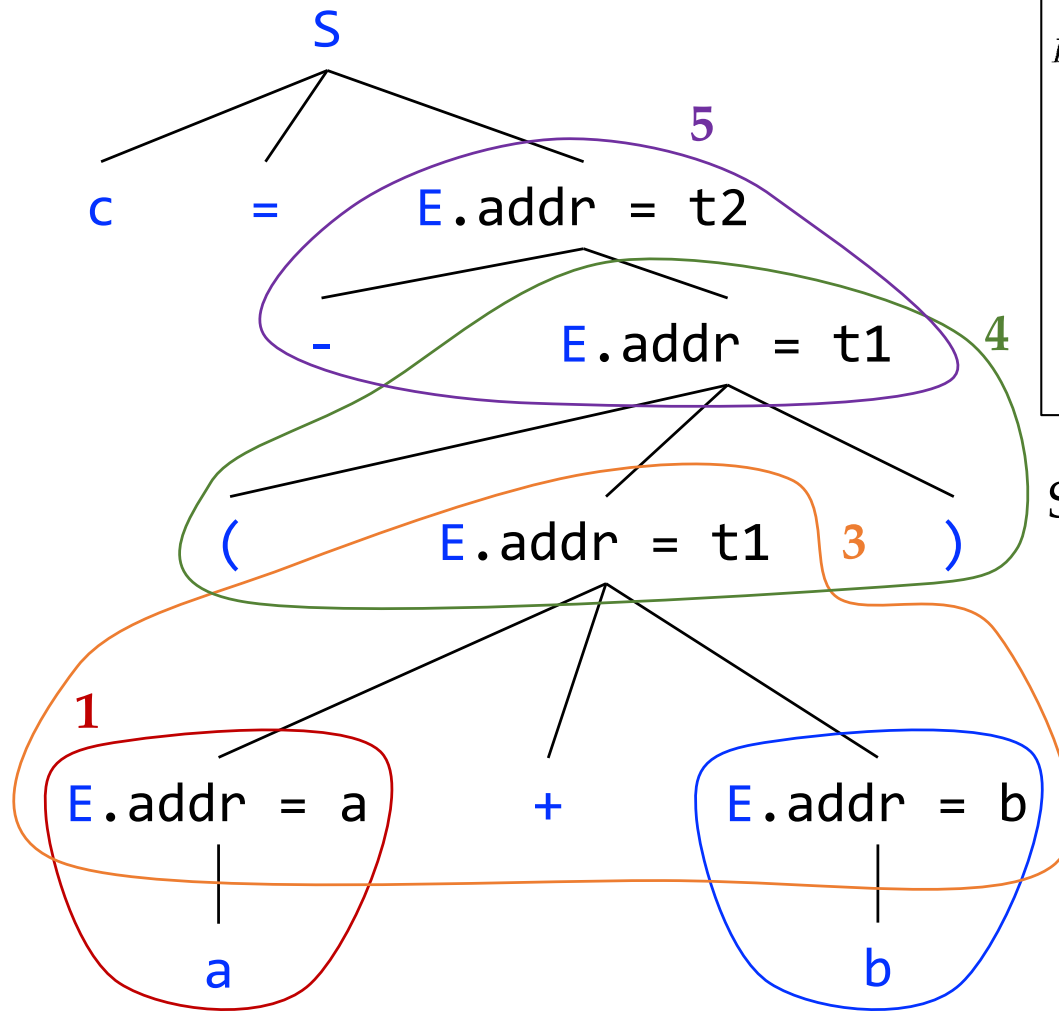 S
5
c = E.addr = t2
4
- E.addr = t1
( E.addr = t1 3 )
1
E.addr = a + E.addr = b
a b